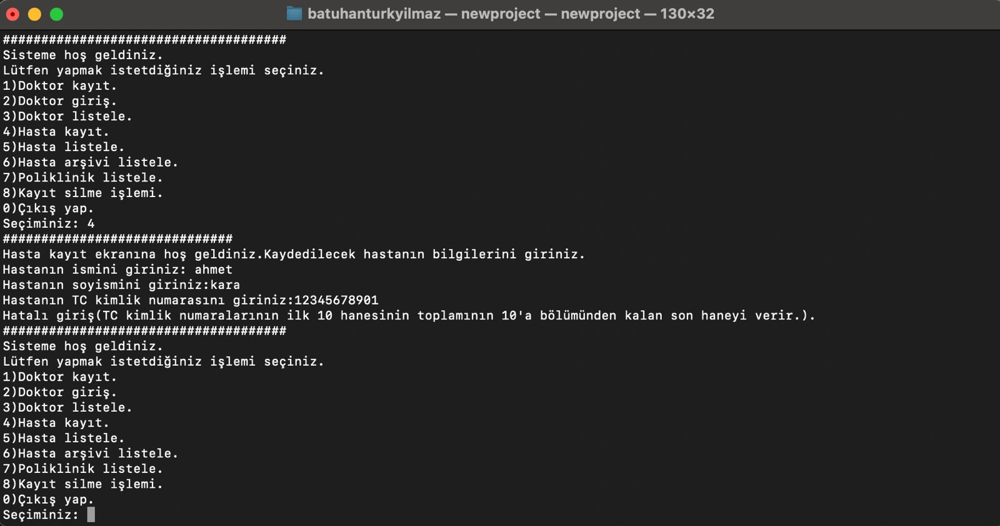 batuhanturkyilmaz — newproject — newproject — 130×32
#####################################
Sisteme hoş geldiniz.
Lütfen yapmak istetdiğiniz işlemi seçiniz.
1)Doktor kayıt.
2)Doktor giriş.
3)Doktor listele.
4)Hasta kayıt.
5)Hasta listele.
6)Hasta arşivi listele.
7)Poliklinik listele.
8)Kayıt silme işlemi.
0)Çıkış yap.
Seçiminiz: 4
##############################
Hasta kayıt ekranına hoş geldiniz.Kaydedilecek hastanın bilgilerini giriniz.
Hastanın ismini giriniz: ahmet
Hastanın soyismini giriniz:kara
Hastanın TC kimlik numarasını giriniz:12345678901
Hatalı giriş(TC kimlik numaralarının ilk 10 hanesinin toplamının 10'a bölümünden kalan son haneyi verir.).
#####################################
Sisteme hoş geldiniz.
Lütfen yapmak istetdiğiniz işlemi seçiniz.
1)Doktor kayıt.
2)Doktor giriş.
3)Doktor listele.
4)Hasta kayıt.
5)Hasta listele.
6)Hasta arşivi listele.
7)Poliklinik listele.
8)Kayıt silme işlemi.
0)Çıkış yap.
Seçiminiz: